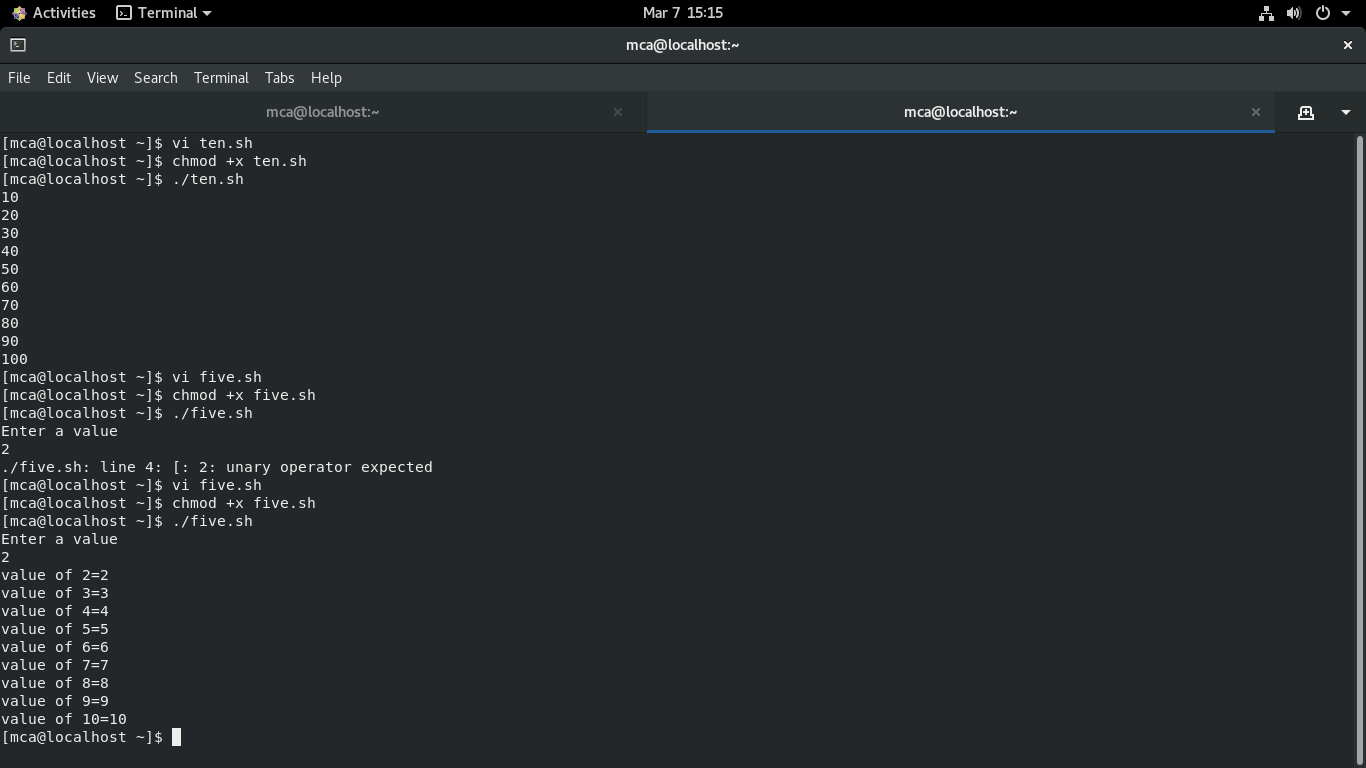 Activities Terminal Mar 7 15:15
mca@localhost:~
File Edit View Search Terminal Tabs Help
mca@localhost:~ mca@localhost:~
[mca@localhost ~]$ vi ten.sh
[mca@localhost ~]$ chmod +x ten.sh
[mca@localhost ~]$ ./ten.sh
10
20
30
40
50
60
70
80
90
100
[mca@localhost ~]$ vi five.sh
[mca@localhost ~]$ chmod +x five.sh
[mca@localhost ~]$ ./five.sh
Enter a value
2
./five.sh: line 4: [: 2: unary operator expected
[mca@localhost ~]$ vi five.sh
[mca@localhost ~]$ chmod +x five.sh
[mca@localhost ~]$ ./five.sh
Enter a value
2
value of 2=2
value of 3=3
value of 4=4
value of 5=5
value of 6=6
value of 7=7
value of 8=8
value of 9=9
value of 10=10
[mca@localhost ~]$